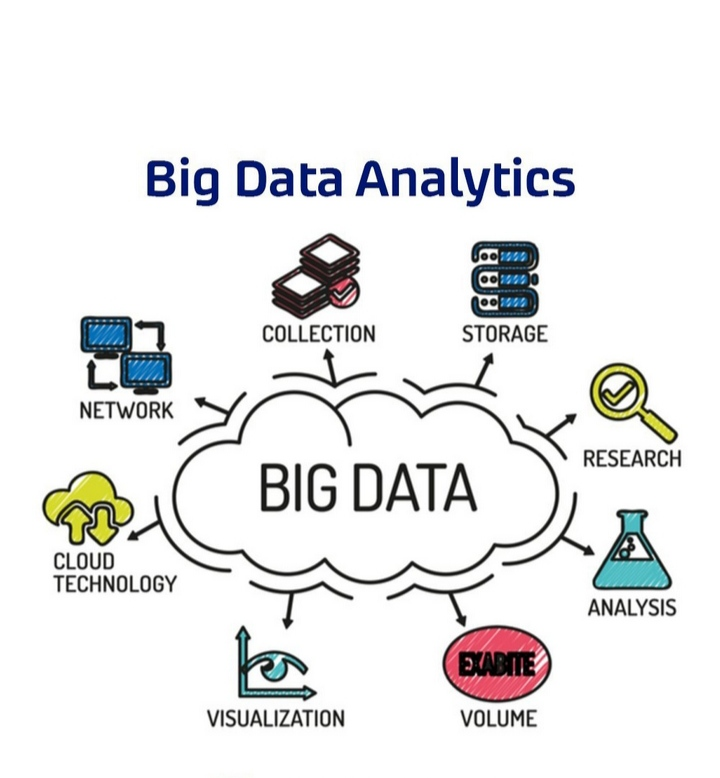 Big Data Analytics
COLLECTION
STORAGE
NETWORK
RESEARCH
BIG DATA
CLOUD
TECHNOLOGY
ANALYSIS
EXABITE
VISUALIZATION
VOLUME